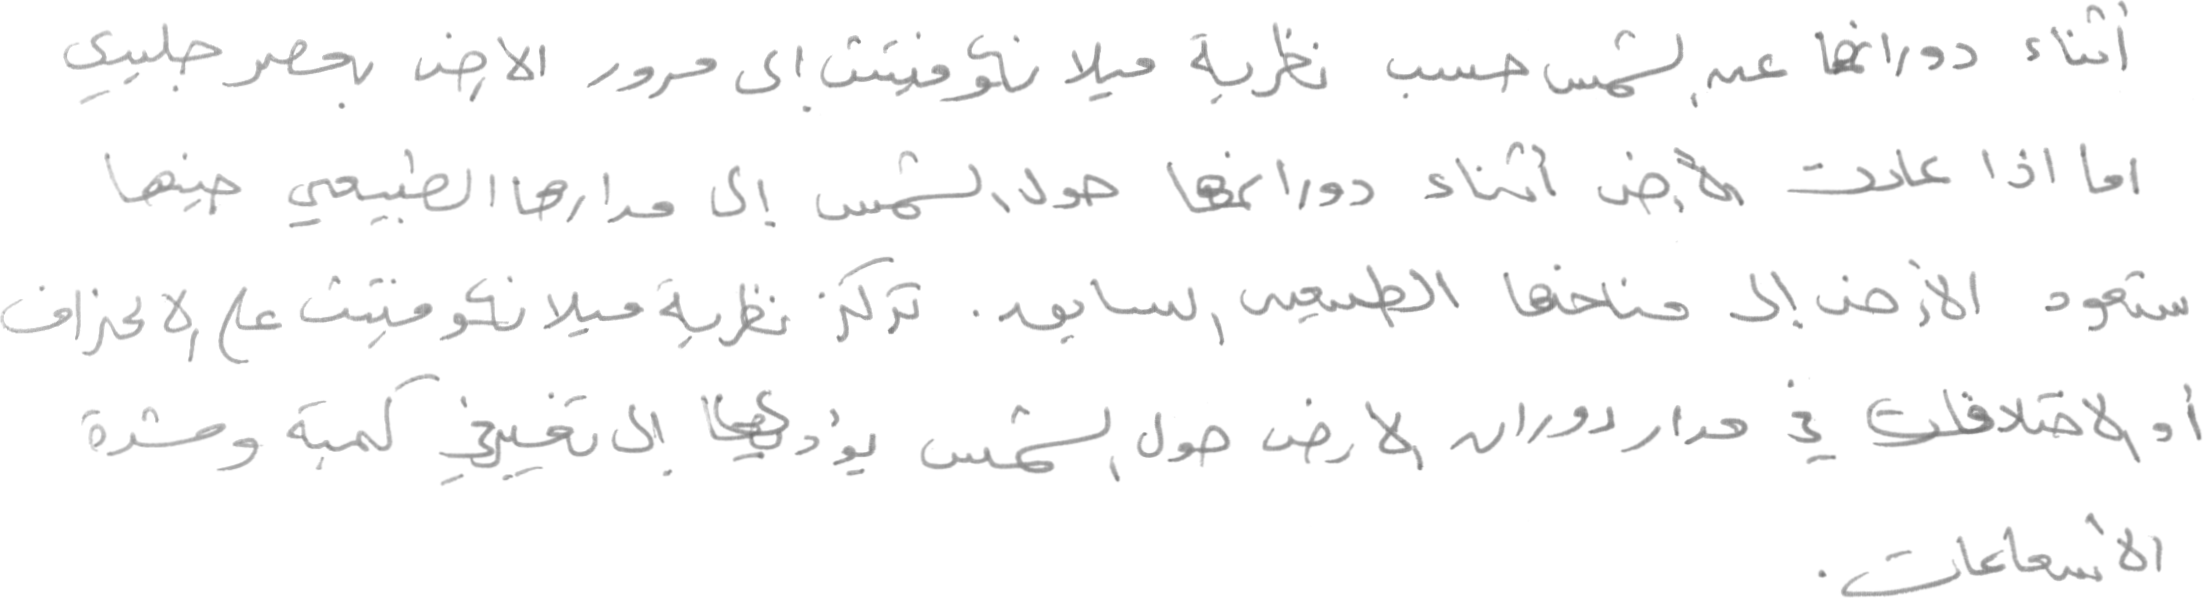 أثناء دورانها عن الشمس حسب نظرية ميلانكوفيتش إلى مرور الارض بعصر جليدي
اما اذا عادت الأرض أثناء دورانها حول الشمس إلى مدارها الطبيعي حينها
ستعود الأرض إلى مناخها الطبيعي السابق. تركز نظرية ميلانكوفيتش على الانحراف
أو الاختلافات في مدار دوران الارض حول الشمس يؤدي إلى تغيير في كمية وشدة
الأشعاعات.